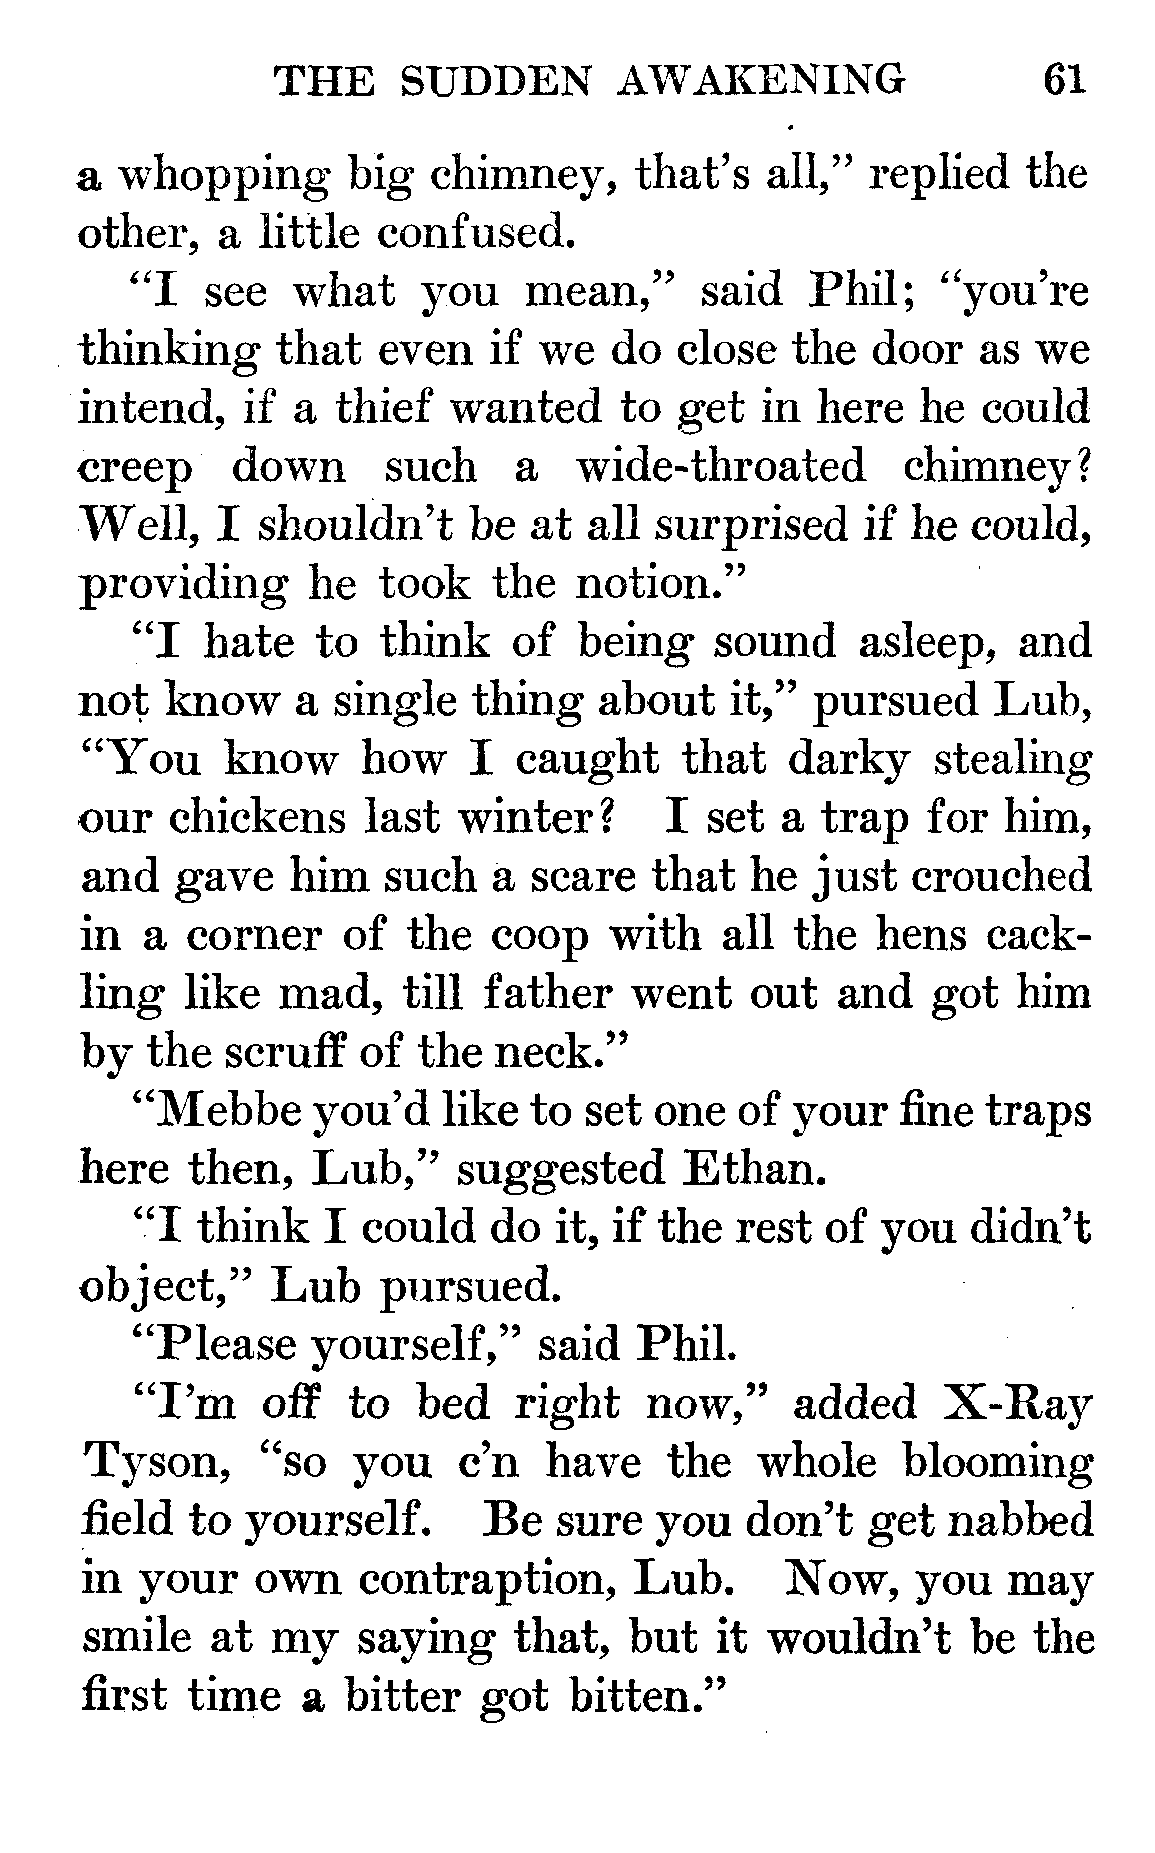 THE SUDDEN AWAKENING 61
a whopping big chimney, that's all,” replied the
other, a little confused.
“I see what you mean,” said Phil; “you're
thinking that even if we do close the door as we
intend, if a thief wanted to get in here he could
creep down such a wide-throated chimney?
Well, I shouldn't be at all surprised if he could,
providing he took the notion.”
“I hate to think of being sound asleep, and
not know a single thing about it,” pursued Lub,
“You know how I caught that darky stealing
our chickens last winter? I set a trap for him,
and gave him such a scare that he just crouched
in a corner of the coop with all the hens cack-
ling like mad, till father went out and got him
by the scruff of the neck.”
“Mebbe you'd like to set one of your fine traps
here then, Lub,” suggested Ethan.
“I think I could do it, if the rest of you didn't
object,” Lub pursued.
“Please yourself,” said Phil.
“I'm off to bed right now,” added X-Ray
Tyson, “so you c'n have the whole blooming
field to yourself. Be sure you don't get nabbed
in your own contraption, Lub. Now, you may
smile at my saying that, but it wouldn't be the
first time a bitter got bitten.”